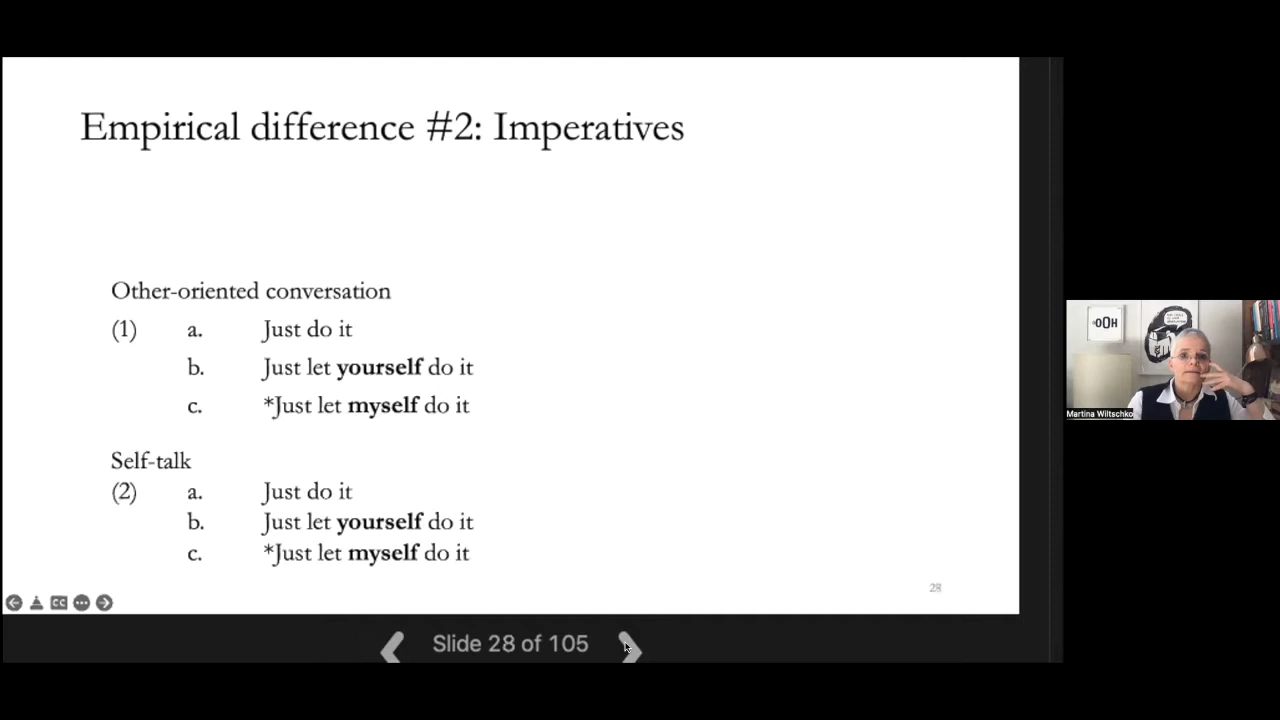 Empirical difference #2: Imperatives
Other-oriented conversation
(1) a. Just do it
b. Just let yourself do it
c. *Just let myself do it
Self-talk
(2) a. Just do it
b. Just let yourself do it
c. *Just let myself do it
28
CC
Slide 28 of 105
OOH
Martina Wiltschko